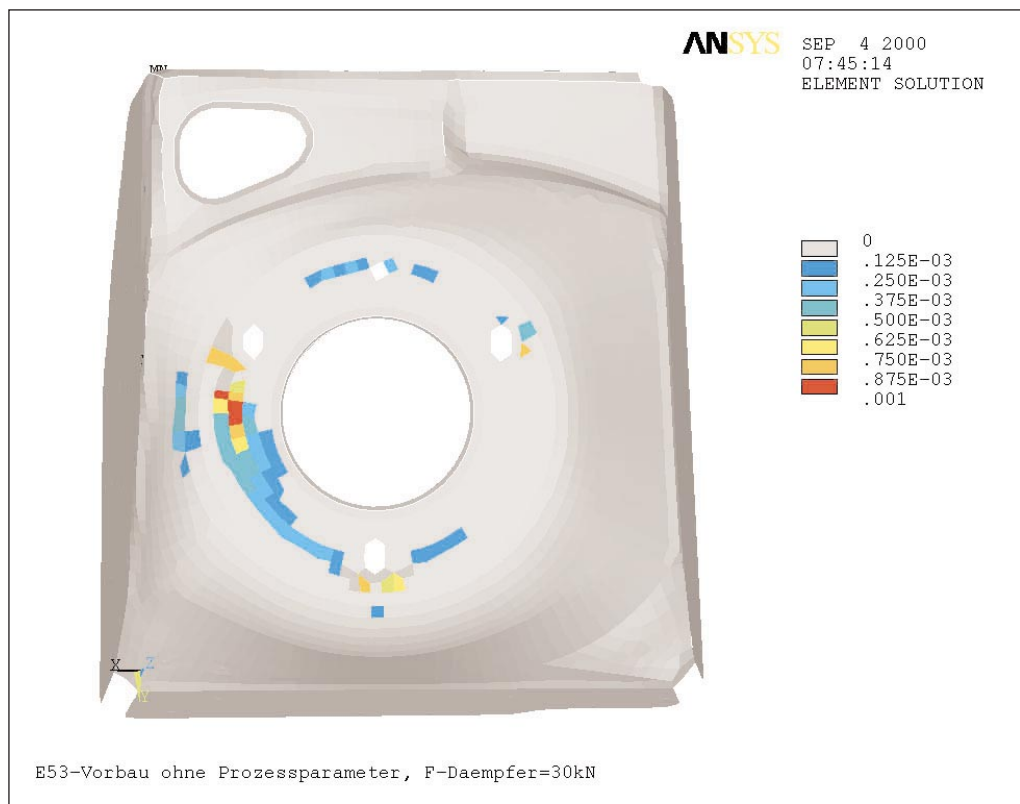 ANSYS
SEP 4 2000
07:45:14
ELEMENT SOLUTION
MN
0
.125E-03
.250E-03
.375E-03
.500E-03
.625E-03
.750E-03
.875E-03
.001
X
Z
Y
E53-Vorbau ohne Prozessparameter, F-Daempfer=30kN